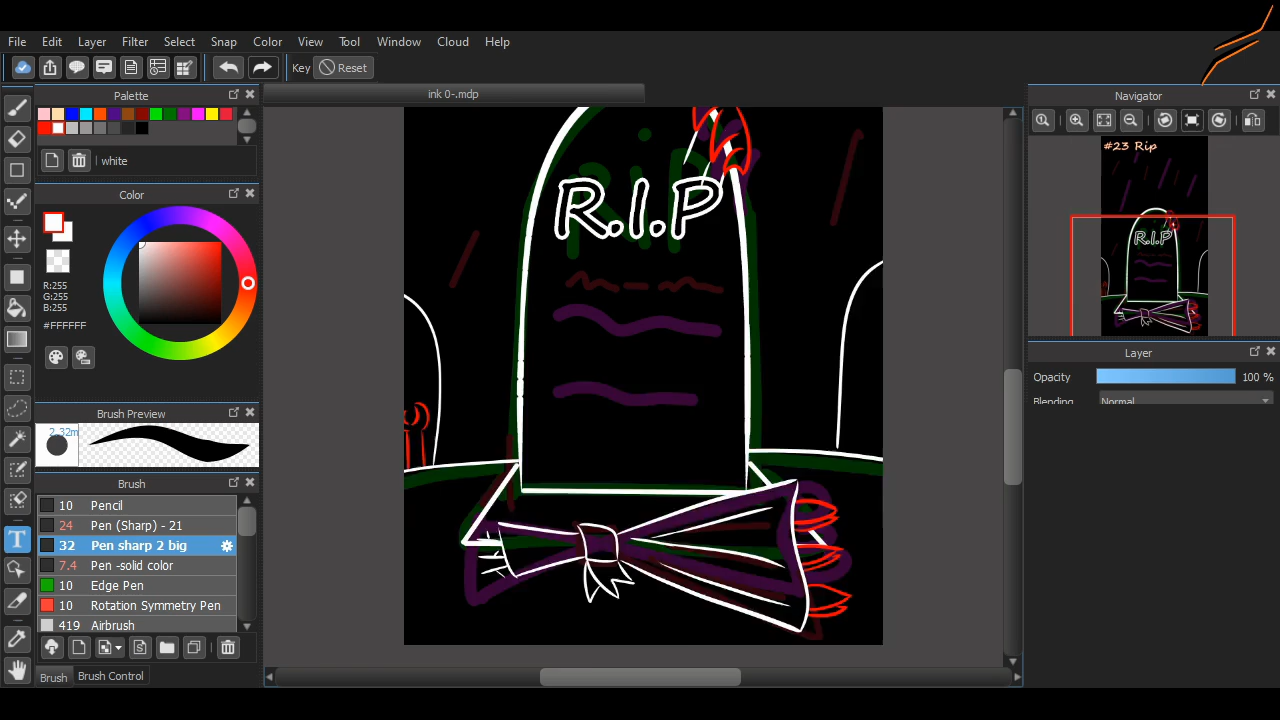 File Edit Layer Filter Select Snap Color View Tool Window Cloud Help
Key Reset
Palette
white
Color
R:255
G:255
B:255
#FFFFFF
Brush Preview
2.32m
Brush
10 Pencil
24 Pen (Sharp) - 21
32 Pen sharp 2 big
7.4 Pen -solid color
10 Edge Pen
10 Rotation Symmetry Pen
419 Airbrush
Brush Brush Control
ink 0-.mdp
RiP
R.I.P
Navigator
#23 Rip
R.I.P
Layer
Opacity 100 %
Blending Normal